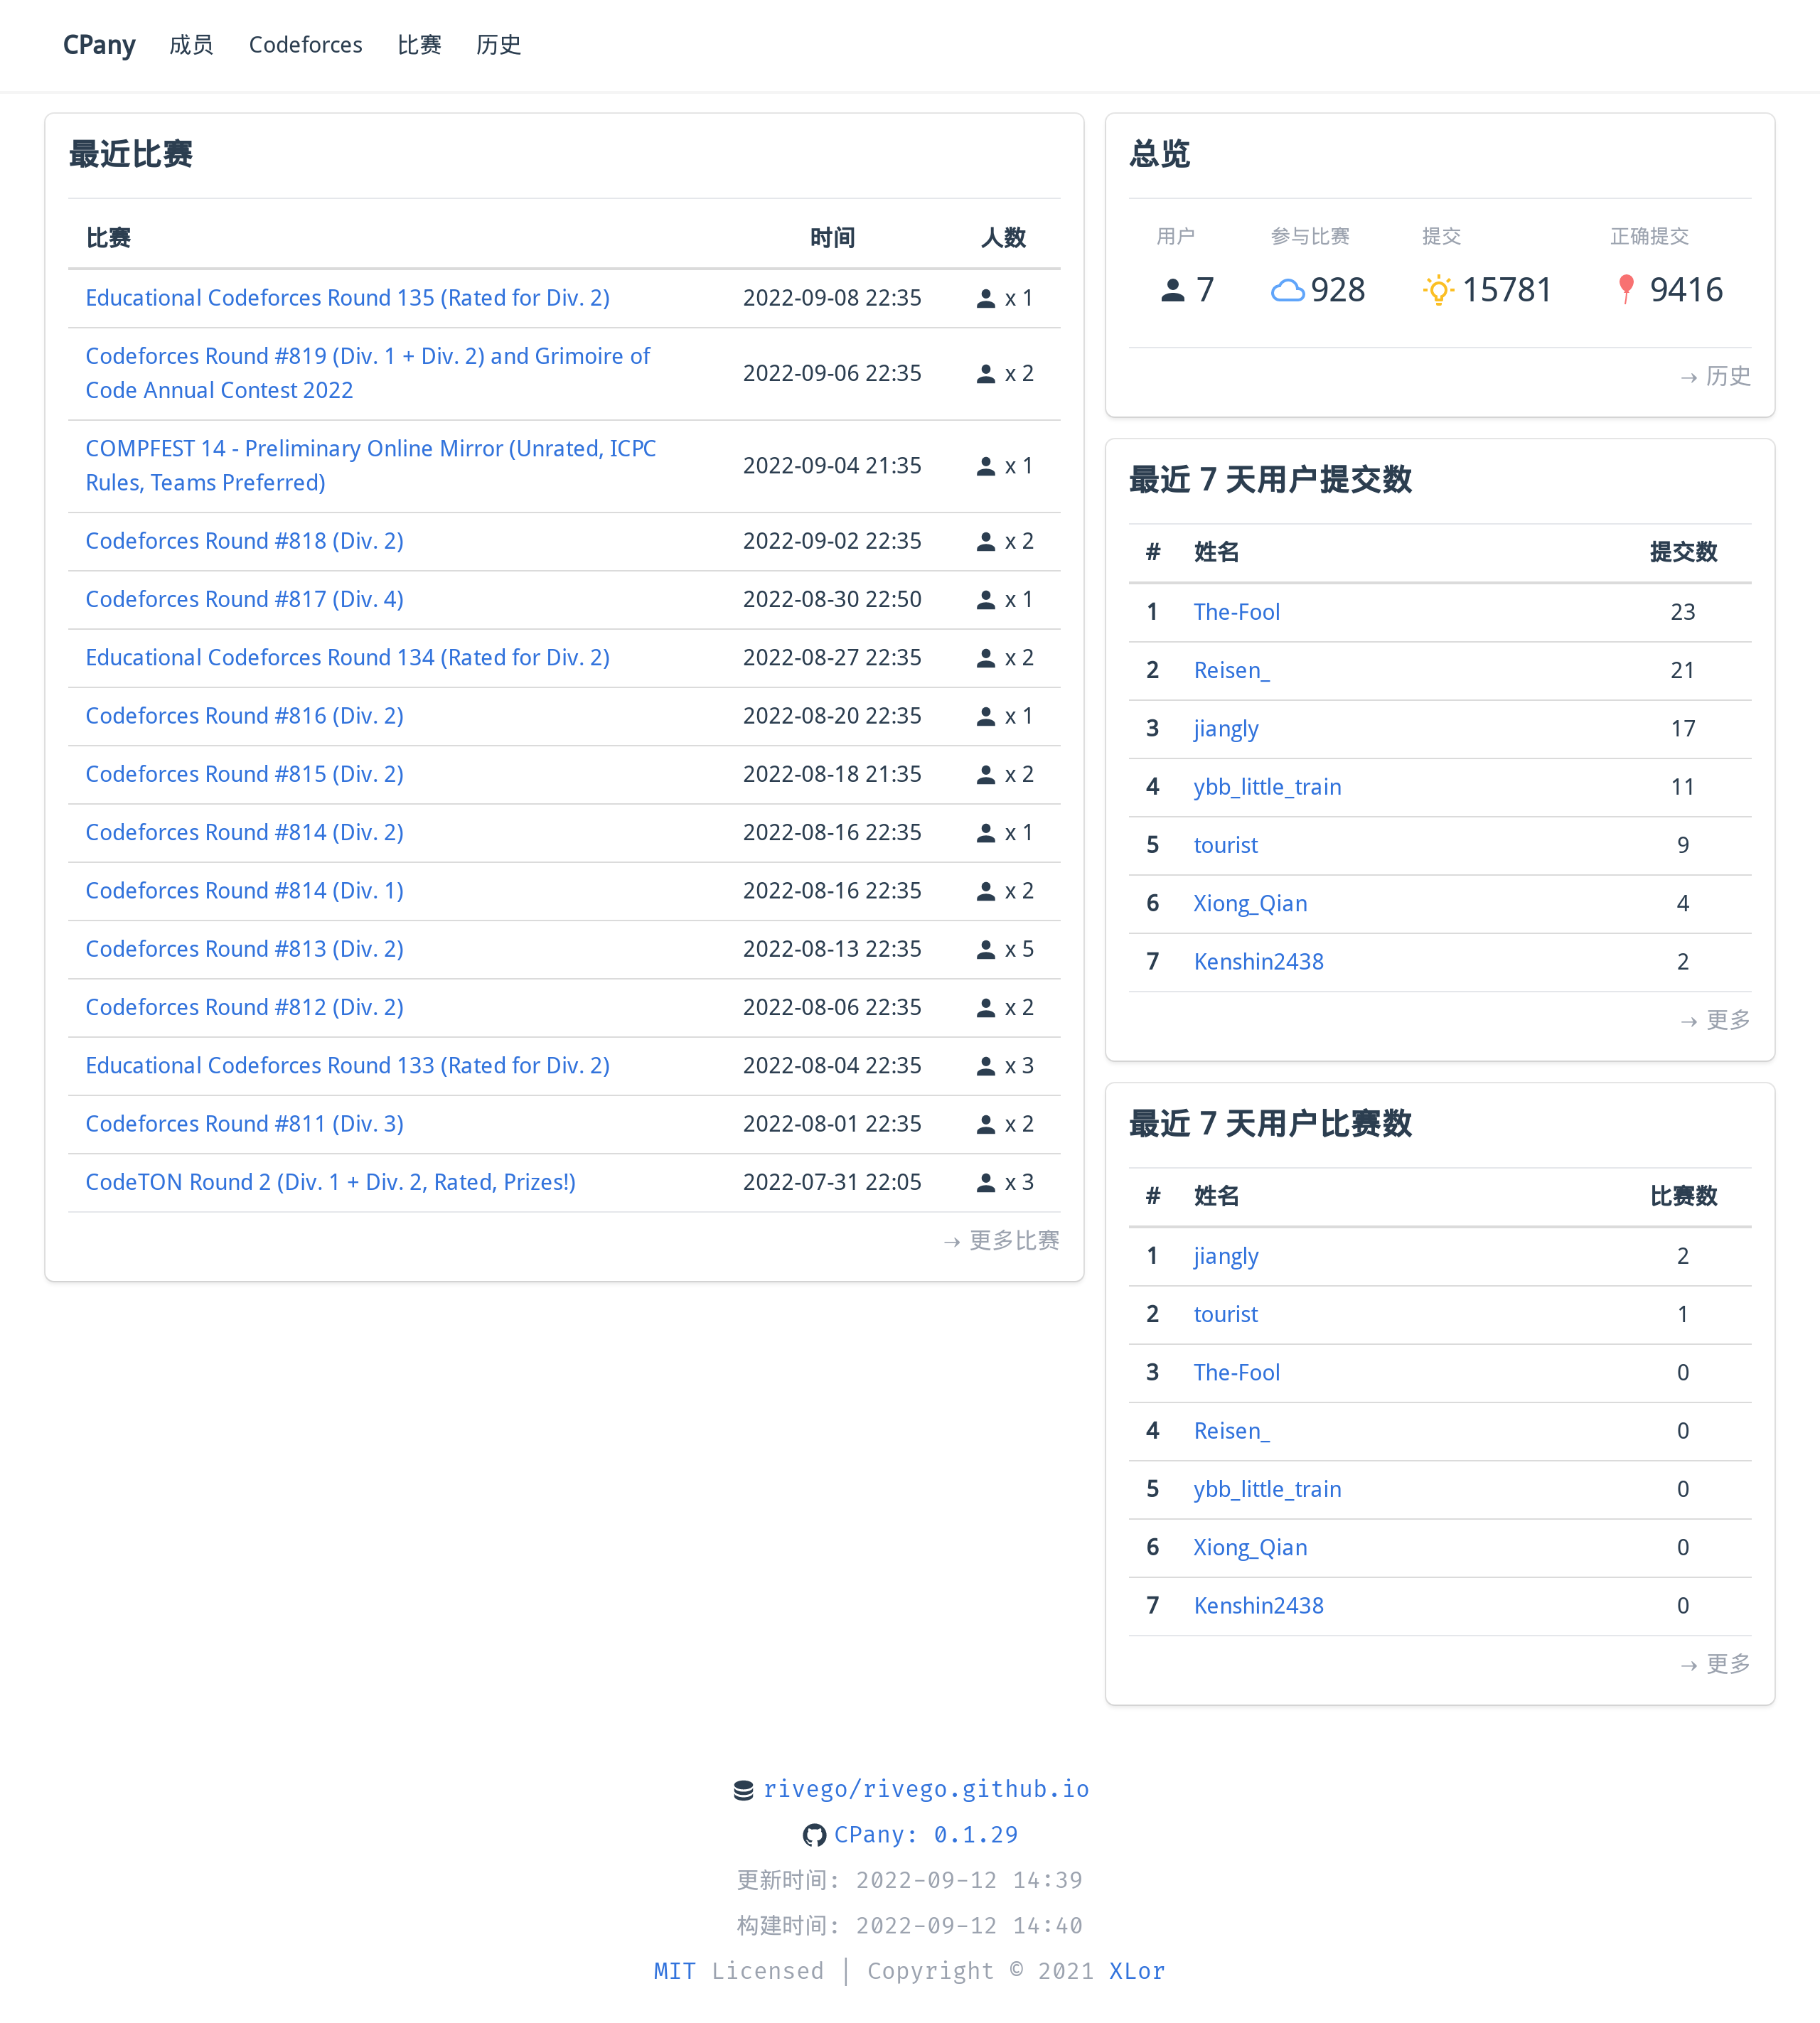 CPany 成员 Codeforces 比赛 历史
最近比赛
比赛 时间 人数
Educational Codeforces Round 135 (Rated for Div. 2) 2022-09-08 22:35 x 1
Codeforces Round #819 (Div. 1 + Div. 2) and Grimoire of
Code Annual Contest 2022 2022-09-06 22:35 x 2
COMPFEST 14 - Preliminary Online Mirror (Unrated, ICPC
Rules, Teams Preferred) 2022-09-04 21:35 x 1
Codeforces Round #818 (Div. 2) 2022-09-02 22:35 x 2
Codeforces Round #817 (Div. 4) 2022-08-30 22:50 x 1
Educational Codeforces Round 134 (Rated for Div. 2) 2022-08-27 22:35 x 2
Codeforces Round #816 (Div. 2) 2022-08-20 22:35 x 1
Codeforces Round #815 (Div. 2) 2022-08-18 21:35 x 2
Codeforces Round #814 (Div. 2) 2022-08-16 22:35 x 1
Codeforces Round #814 (Div. 1) 2022-08-16 22:35 x 2
Codeforces Round #813 (Div. 2) 2022-08-13 22:35 x 5
Codeforces Round #812 (Div. 2) 2022-08-06 22:35 x 2
Educational Codeforces Round 133 (Rated for Div. 2) 2022-08-04 22:35 x 3
Codeforces Round #811 (Div. 3) 2022-08-01 22:35 x 2
CodeTON Round 2 (Div. 1 + Div. 2, Rated, Prizes!) 2022-07-31 22:05 x 3
→ 更多比赛
总览
用户 参与比赛 提交 正确提交
7 928 15781 9416
→ 历史
最近 7 天用户提交数
# 姓名 提交数
1 The-Fool 23
2 Reisen_ 21
3 jiangly 17
4 ybb_little_train 11
5 tourist 9
6 Xiong_Qian 4
7 Kenshin2438 2
→ 更多
最近 7 天用户比赛数
# 姓名 比赛数
1 jiangly 2
2 tourist 1
3 The-Fool 0
4 Reisen_ 0
5 ybb_little_train 0
6 Xiong_Qian 0
7 Kenshin2438 0
→ 更多
rivego/rivego.github.io
CPany: 0.1.29
更新时间: 2022-09-12 14:39
构建时间: 2022-09-12 14:40
MIT Licensed | Copyright © 2021 XLor